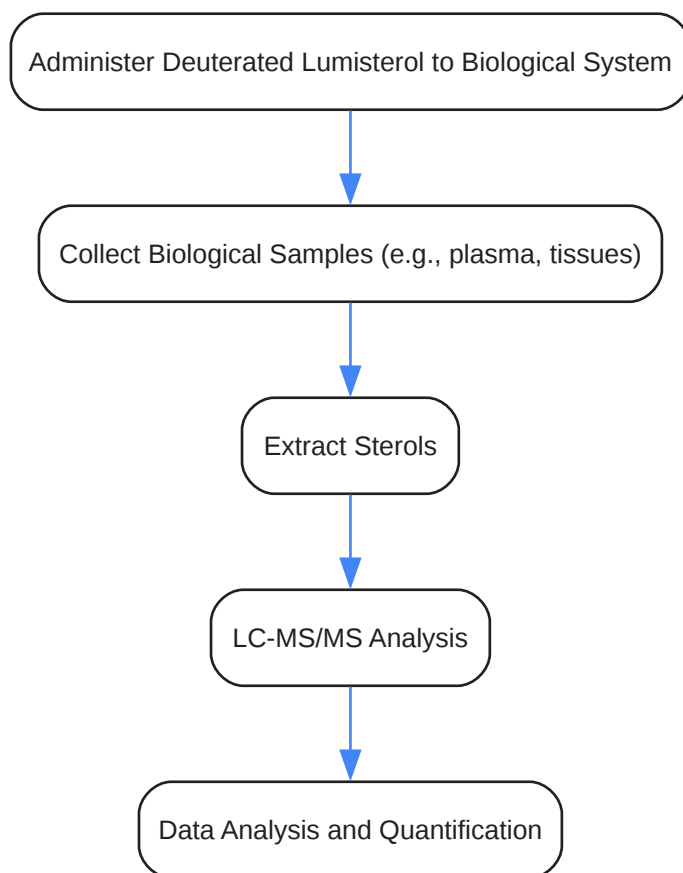 Administer Deuterated Lumisterol to Biological System
Collect Biological Samples (e.g., plasma, tissues)
Extract Sterols
LC-MS/MS Analysis
Data Analysis and Quantification